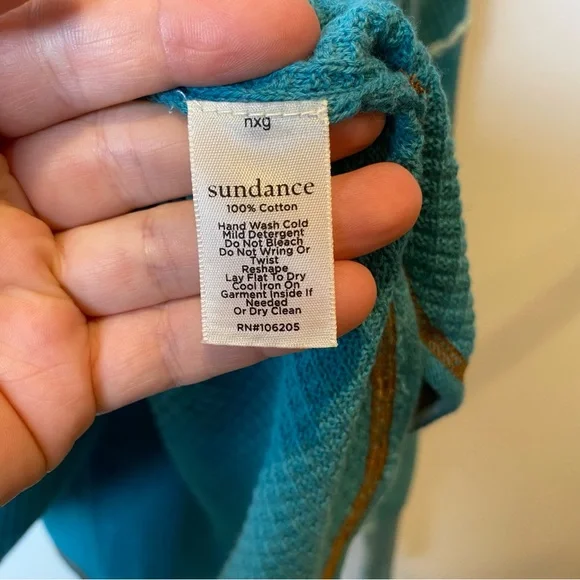 nxg
sundance
100% Cotton
Hand Wash Cold
Mild Detergent
Do Not Bleach
Do Not Wring Or
Twist
Reshape
Lay Flat To Dry
Cool Iron On
Garment Inside If
Needed
Or Dry Clean
RN#106205